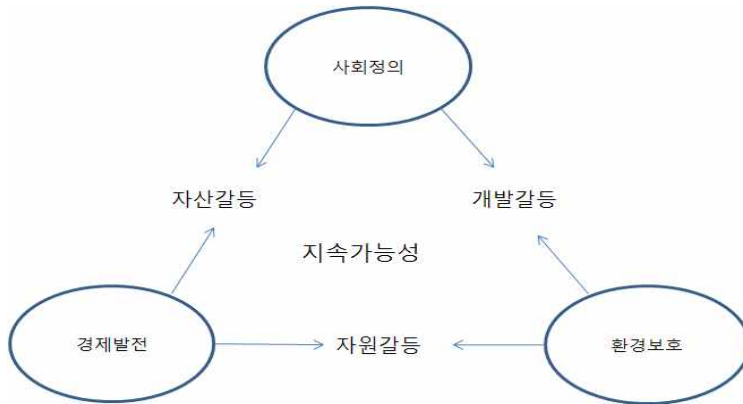 사회정의
자산갈등
개발갈등
지속가능성
경제발전
자원갈등
환경보호